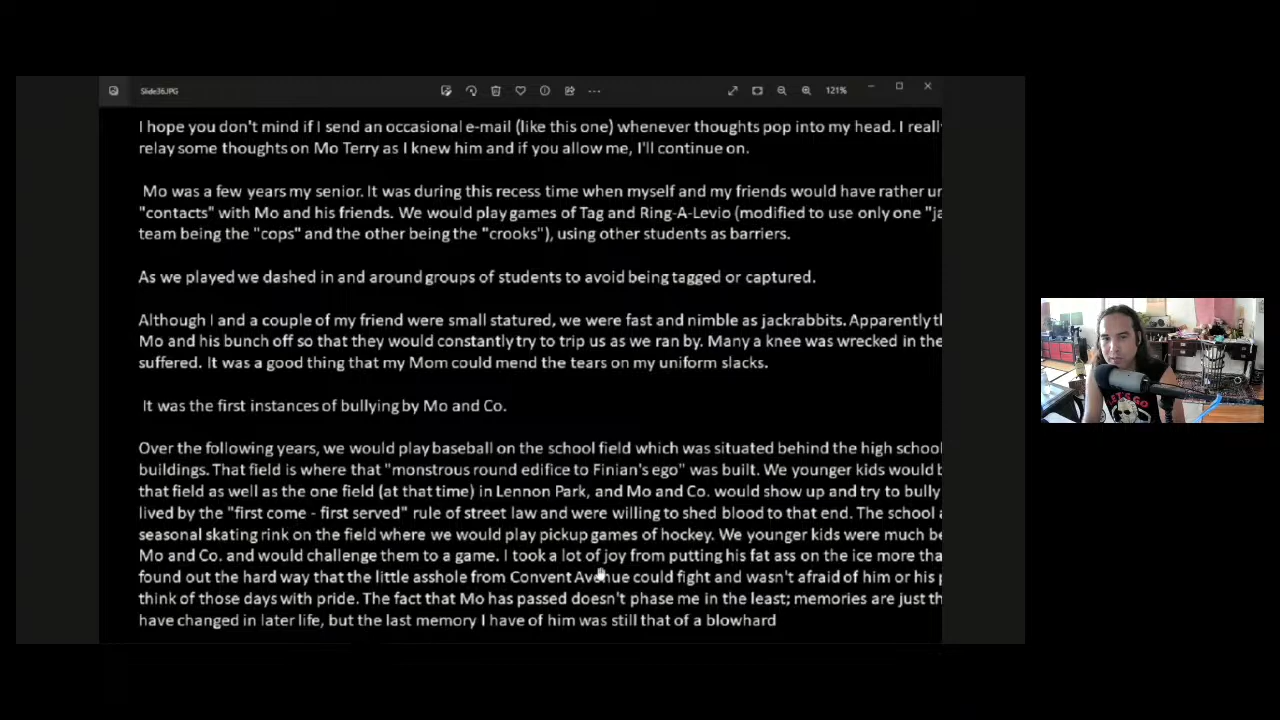 Slide36.JPG
121%
I hope you don't mind if I send an occasional e-mail (like this one) whenever thoughts pop into my head. I reall
relay some thoughts on Mo Terry as I knew him and if you allow me, I'll continue on.
Mo was a few years my senior. It was during this recess time when myself and my friends would have rather ur
"contacts" with Mo and his friends. We would play games of Tag and Ring-A-Levio (modified to use only one "ja
team being the "cops" and the other being the "crooks"), using other students as barriers.
As we played we dashed in and around groups of students to avoid being tagged or captured.
Although I and a couple of my friend were small statured, we were fast and nimble as jackrabbits. Apparently th
Mo and his bunch off so that they would constantly try to trip us as we ran by. Many a knee was wrecked in the
suffered. It was a good thing that my Mom could mend the tears on my uniform slacks.
It was the first instances of bullying by Mo and Co.
Over the following years, we would play baseball on the school field which was situated behind the high school
buildings. That field is where that "monstrous round edifice to Finian's ego" was built. We younger kids would b
that field as well as the one field (at that time) in Lennon Park, and Mo and Co. would show up and try to bully
lived by the "first come - first served" rule of street law and were willing to shed blood to that end. The school a
seasonal skating rink on the field where we would play pickup games of hockey. We younger kids were much be
Mo and Co. and would challenge them to a game. I took a lot of joy from putting his fat ass on the ice more tha
found out the hard way that the little asshole from Convent Avenue could fight and wasn't afraid of him or his p
think of those days with pride. The fact that Mo has passed doesn't phase me in the least; memories are just th
have changed in later life, but the last memory I have of him was still that of a blowhard
LET'S GO